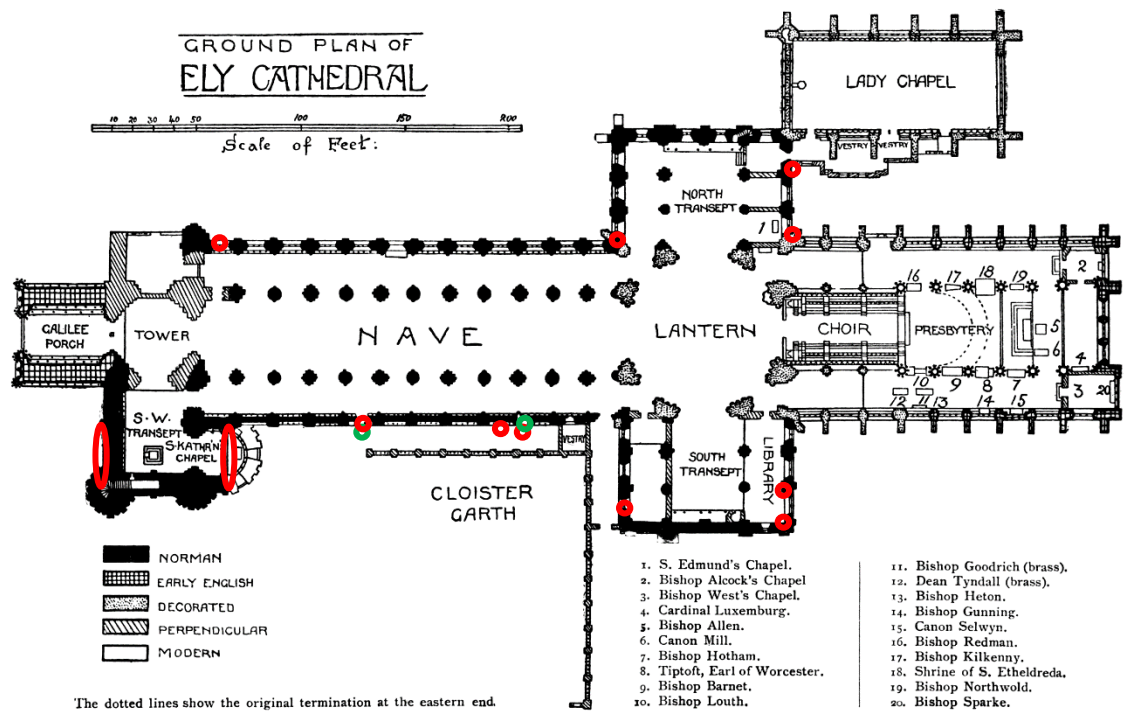 GROUND PLAN OF
ELY CATHEDRAL
10 20 30 40 50 100 150 200
Scale of Feet:
LADY CHAPEL
VESTRY VESTRY
NORTH
TRANSEPT
1
2
16 17 18 19
GALILEE
PORCH
TOWER
NAVE
LANTERN
CHOIR
PRESBYTERY
5
6
4
10 9 8 7
3 20
12 11 13 14 15
S.W.
TRANSEPT
S.KATHA'N'S
CHAPEL
VESTRY
SOUTH
TRANSEPT
LIBRARY
CLOISTER
GARTH
NORMAN
EARLY ENGLISH
DECORATED
PERPENDICULAR
MODERN
The dotted lines show the original termination at the eastern end.
1. S. Edmund's Chapel.
2. Bishop Alcock's Chapel
3. Bishop West's Chapel.
4. Cardinal Luxemburg.
5. Bishop Allen.
6. Canon Mill.
7. Bishop Hotham.
8. Tiptoft, Earl of Worcester.
9. Bishop Barnet.
10. Bishop Louth.
11. Bishop Goodrich (brass).
12. Dean Tyndall (brass).
13. Bishop Heton.
14. Bishop Gunning.
15. Canon Selwyn.
16. Bishop Redman.
17. Bishop Kilkenny.
18. Shrine of S. Etheldreda.
19. Bishop Northwold.
20. Bishop Sparke.